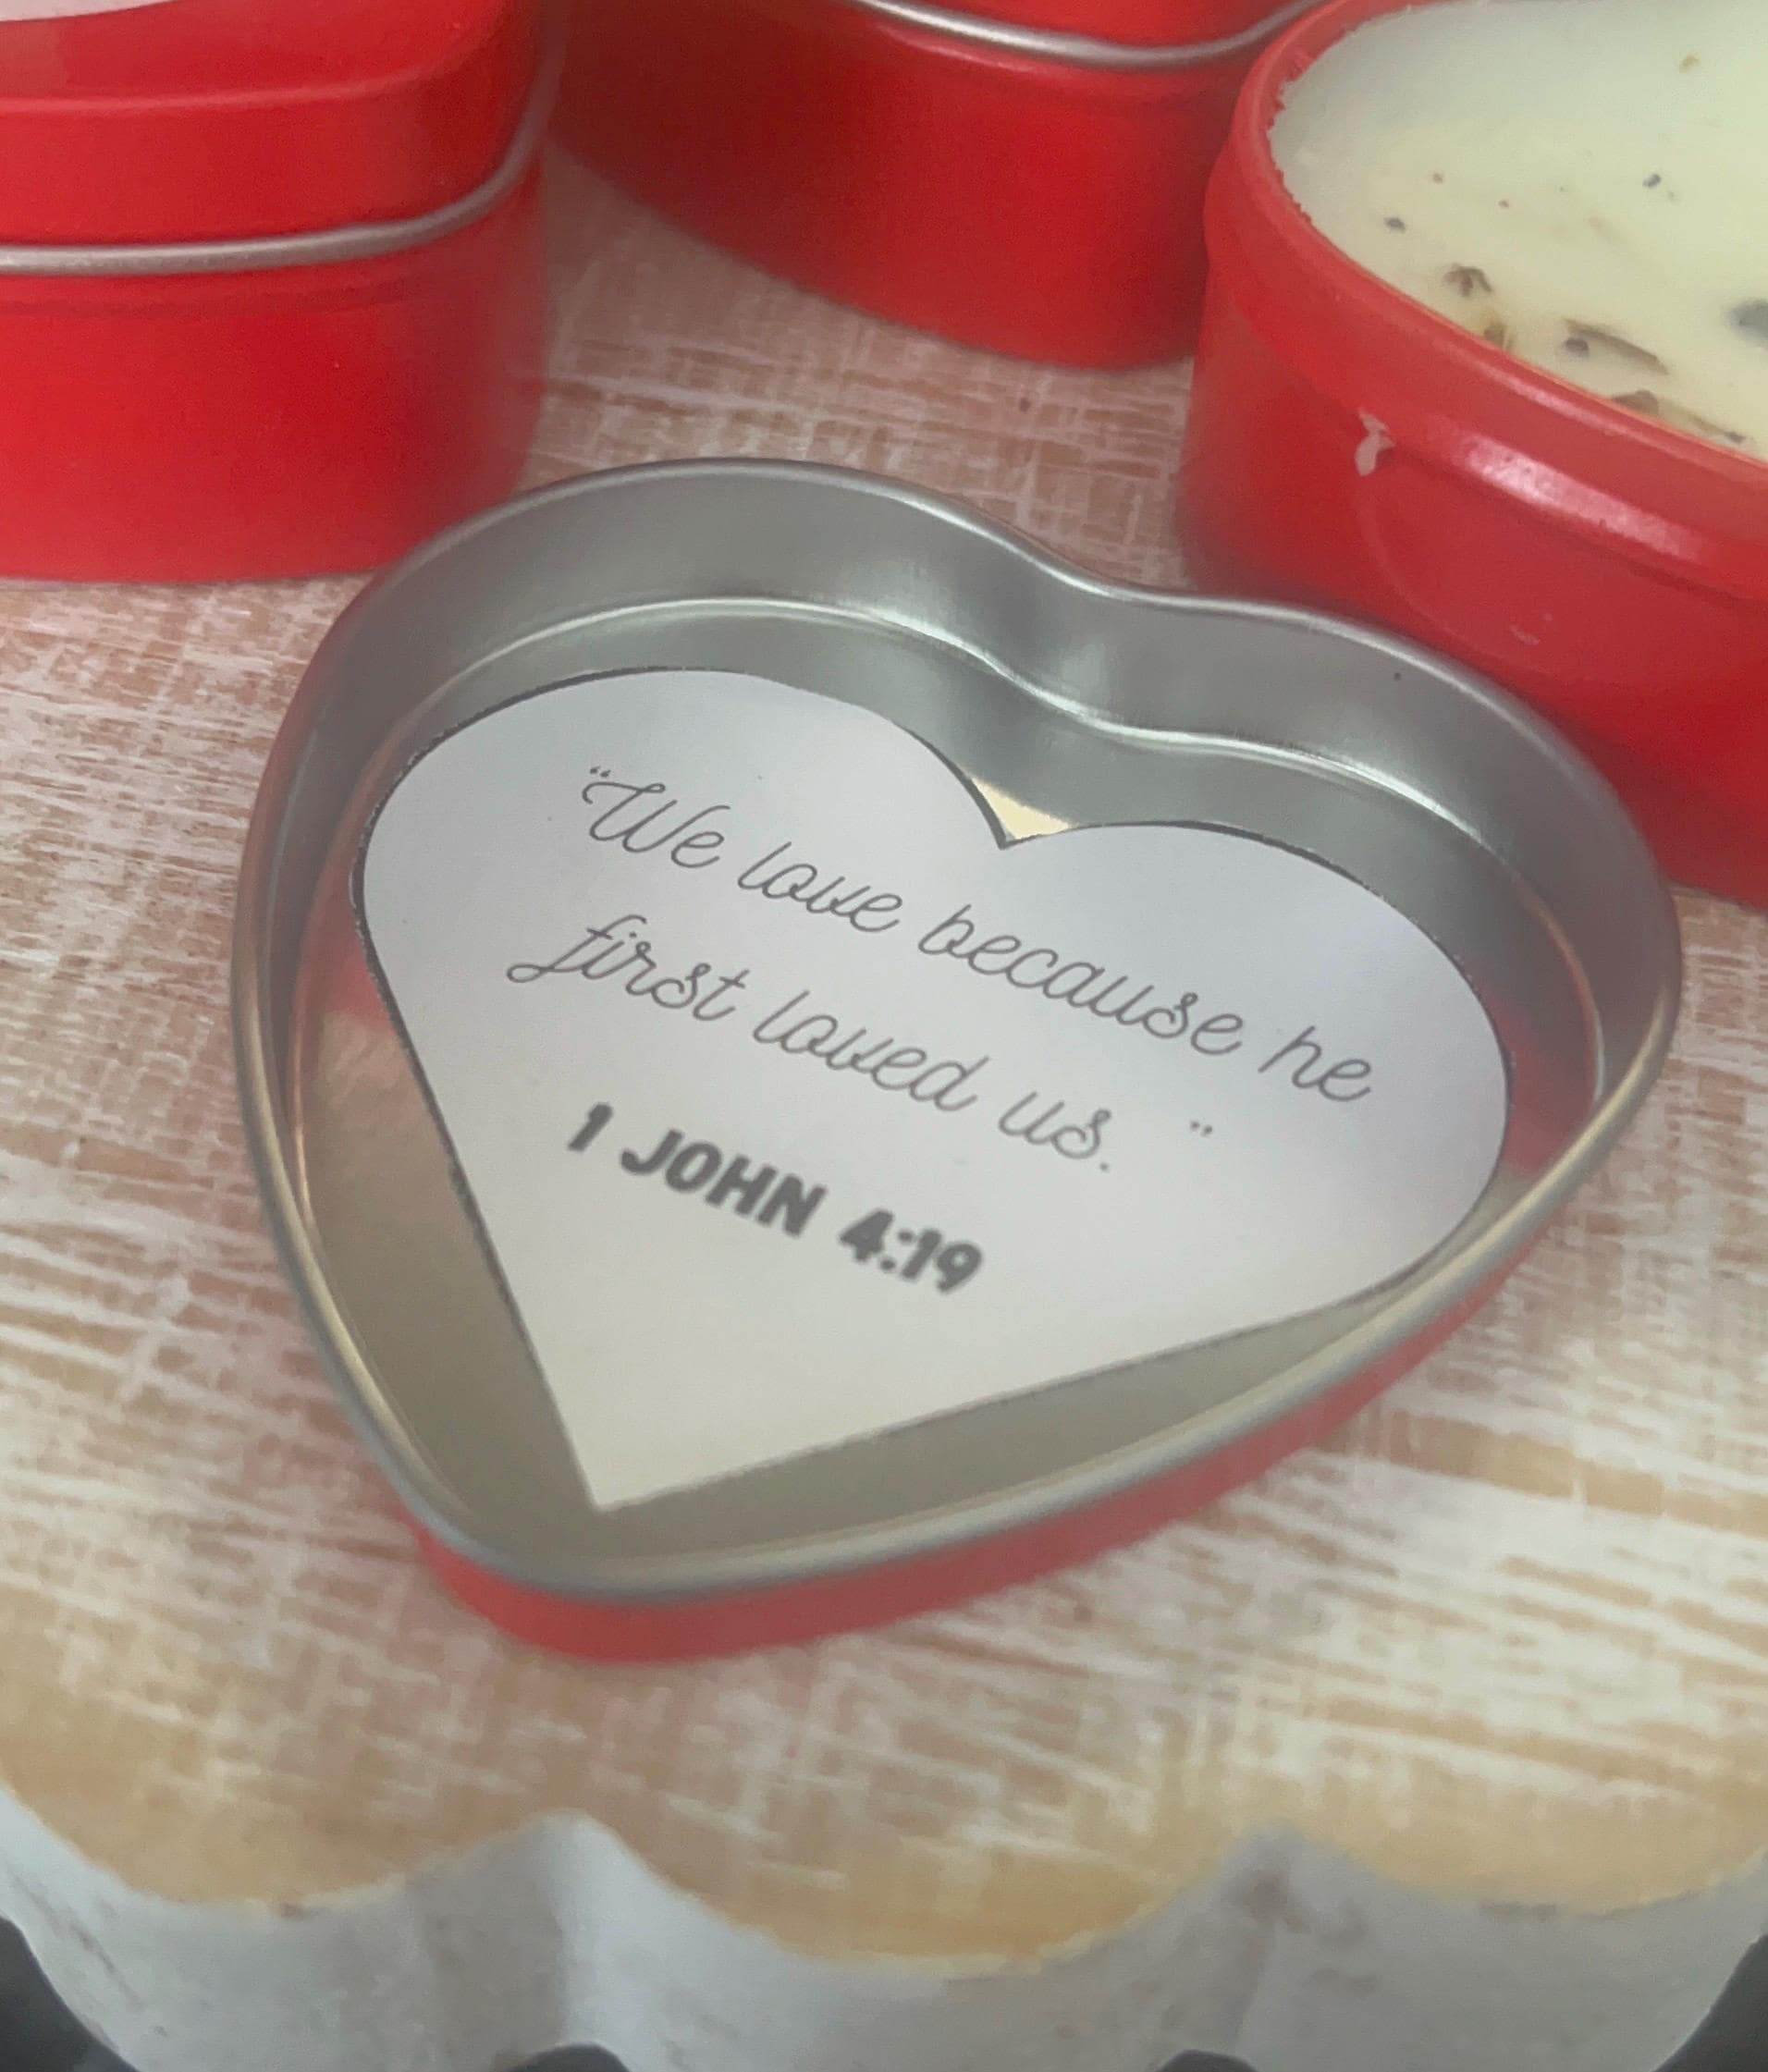 “We love because he
first loved us. ”
1 JOHN 4:19